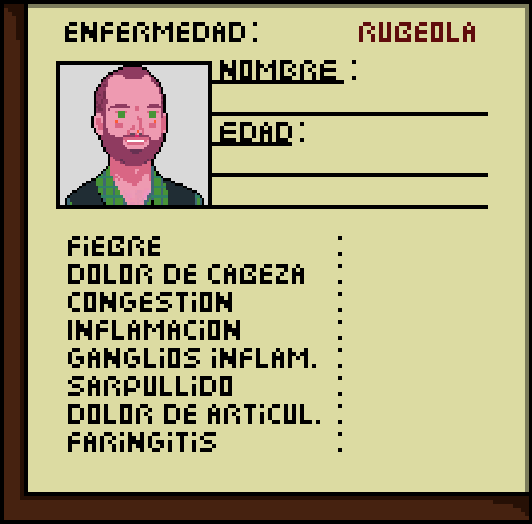 ENFERMEDAD: RUBEOLA
NOMBRE:
EDAD:
FiEBRE
DOLOR DE CABEZA :
CONGESTiON :
INFLAMACiON :
GANGLiOS iNFLAM. :
SARPULLiDO :
DOLOR DE ARTiCUL. :
FARiNGiTiS :